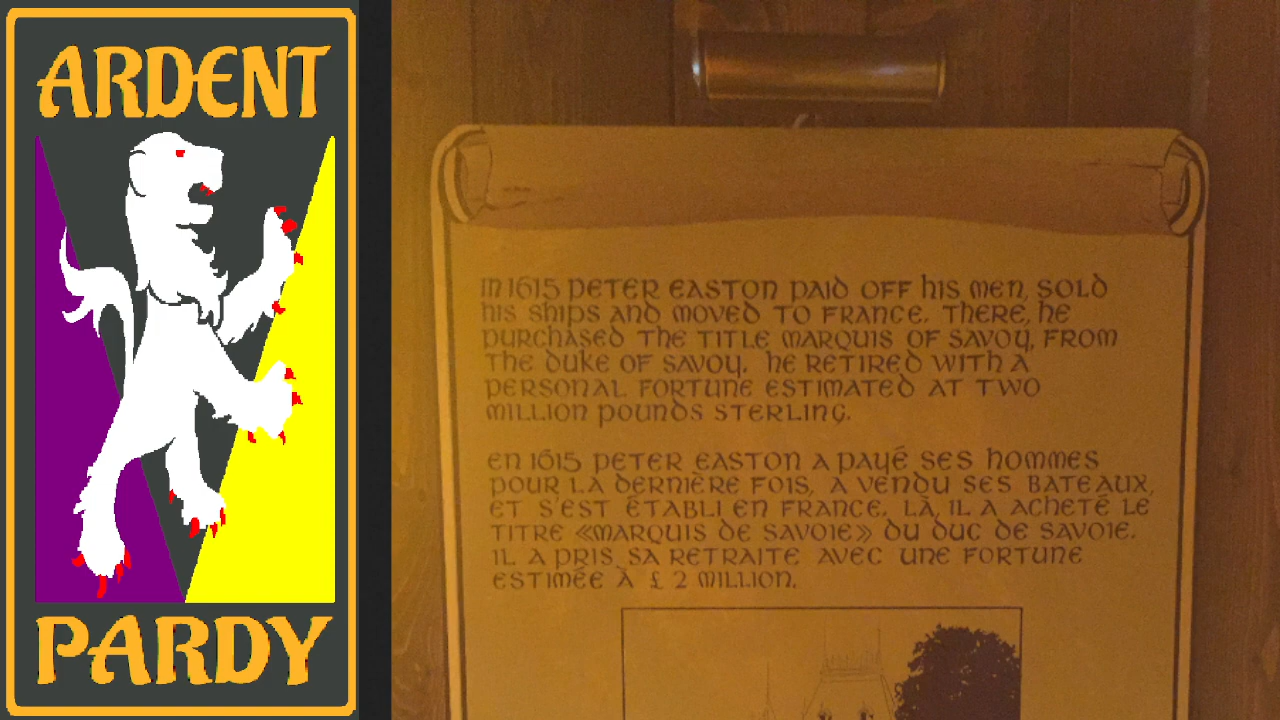 ARDENT
PARDY
IN 1615 PETER EASTON PAID OFF HIS MEN, SOLD
HIS SHIPS AND MOVED TO FRANCE. THERE, HE
PURCHASED THE TITLE MARQUIS OF SAVOY, FROM
THE DUKE OF SAVOY. HE RETIRED WITH A
PERSONAL FORTUNE ESTIMATED AT TWO
MILLION POUNDS STERLING.
EN 1615 PETER EASTON A PAYÉ SES HOMMES
POUR LA DERNIÈRE FOIS, A VENDU SES BATEAUX,
ET S'EST ÉTABLI EN FRANCE. LÀ, IL A ACHETÉ LE
TITRE «MARQUIS DE SAVOIE» DU DUC DE SAVOIE.
IL A PRIS SA RETRAITE AVEC UNE FORTUNE
ESTIMÉE À £ 2 MILLION.